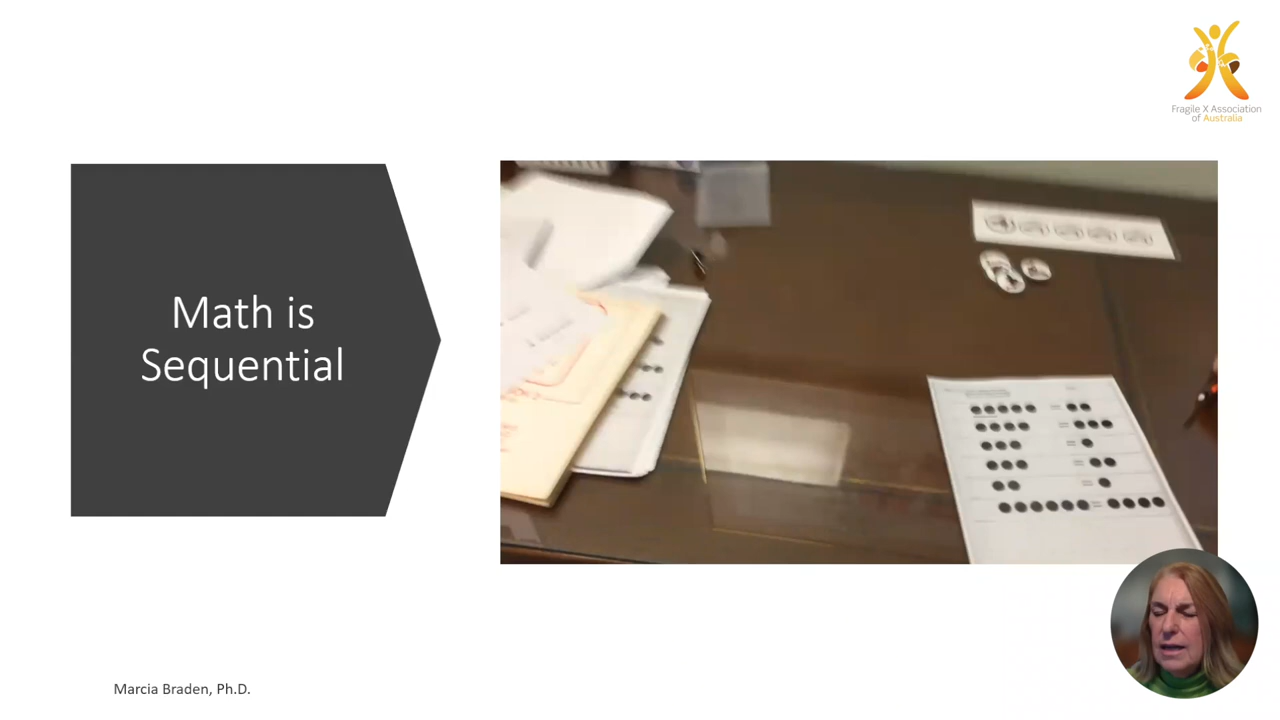 Fragile X Association
of Australia
Math is
Sequential
Marcia Braden, Ph.D.